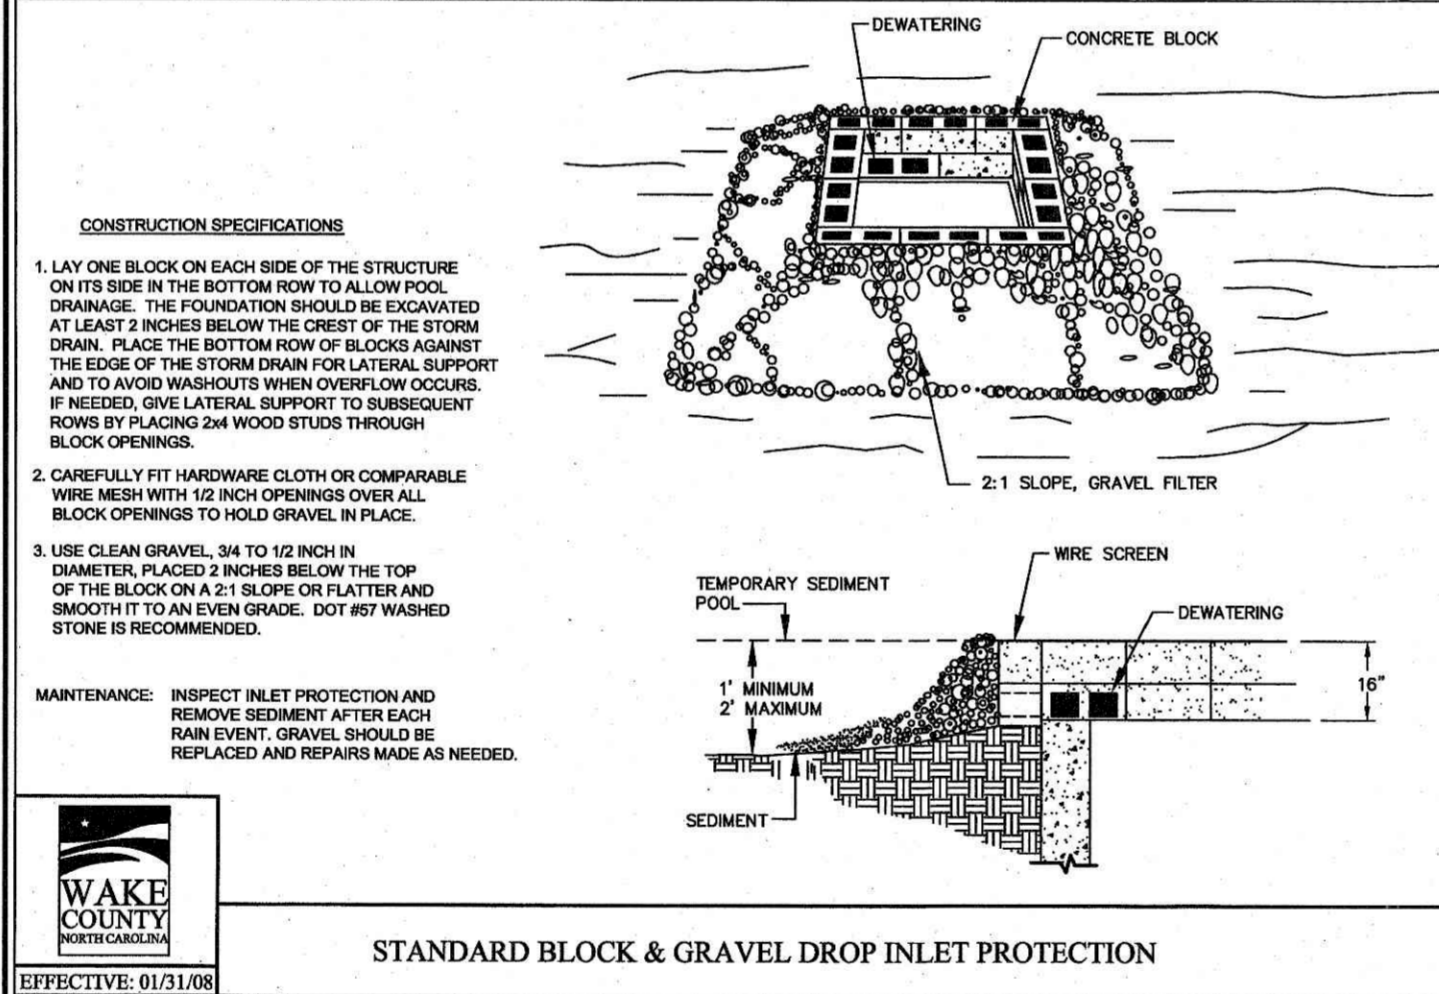 DEWATERING
CONCRETE BLOCK
2:1 SLOPE, GRAVEL FILTER
CONSTRUCTION SPECIFICATIONS
1. LAY ONE BLOCK ON EACH SIDE OF THE STRUCTURE
ON ITS SIDE IN THE BOTTOM ROW TO ALLOW POOL
DRAINAGE. THE FOUNDATION SHOULD BE EXCAVATED
AT LEAST 2 INCHES BELOW THE CREST OF THE STORM
DRAIN. PLACE THE BOTTOM ROW OF BLOCKS AGAINST
THE EDGE OF THE STORM DRAIN FOR LATERAL SUPPORT
AND TO AVOID WASHOUTS WHEN OVERFLOW OCCURS.
IF NEEDED, GIVE LATERAL SUPPORT TO SUBSEQUENT
ROWS BY PLACING 2x4 WOOD STUDS THROUGH
BLOCK OPENINGS.
2. CAREFULLY FIT HARDWARE CLOTH OR COMPARABLE
WIRE MESH WITH 1/2 INCH OPENINGS OVER ALL
BLOCK OPENINGS TO HOLD GRAVEL IN PLACE.
3. USE CLEAN GRAVEL, 3/4 TO 1/2 INCH IN
DIAMETER, PLACED 2 INCHES BELOW THE TOP
OF THE BLOCK ON A 2:1 SLOPE OR FLATTER AND
SMOOTH IT TO AN EVEN GRADE. DOT #57 WASHED
STONE IS RECOMMENDED.
MAINTENANCE: INSPECT INLET PROTECTION AND
REMOVE SEDIMENT AFTER EACH
RAIN EVENT. GRAVEL SHOULD BE
REPLACED AND REPAIRS MADE AS NEEDED.
WIRE SCREEN
TEMPORARY SEDIMENT
POOL
DEWATERING
1' MINIMUM
2' MAXIMUM
16"
SEDIMENT
WAKE
COUNTY
NORTH CAROLINA
EFFECTIVE: 01/31/08
STANDARD BLOCK & GRAVEL DROP INLET PROTECTION